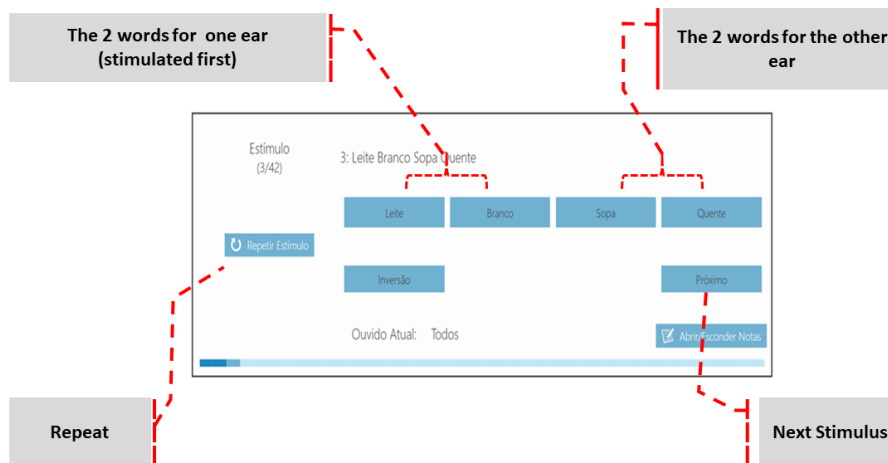 The 2 words for one ear
(stimulated first)
The 2 words for the other
ear
Estímulo
(3/42)
3: Leite Branco Sopa Quente
Leite
Branco
Sopa
Quente
Repetir Estímulo
Inversão
Próximo
Ouvido Atual: Todos
Abrir/Esconder Notas
Repeat
Next Stimulus